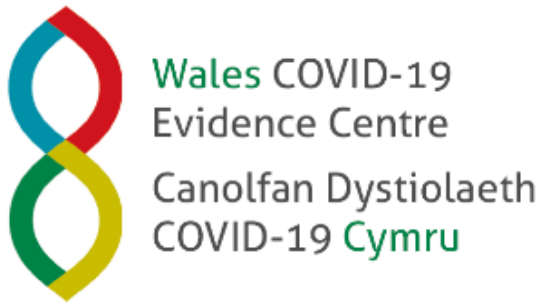 Wales COVID-19
Evidence Centre
Canolfan Dystiolaeth
COVID-19 Cymru